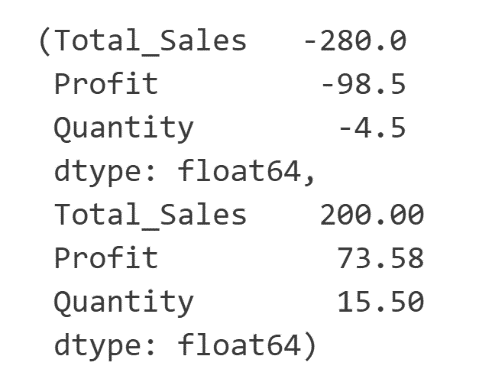 (Total_Sales   -280.0
 Profit         -98.5
 Quantity        -4.5
 dtype: float64,
 Total_Sales    200.00
 Profit          73.58
 Quantity        15.50
 dtype: float64)